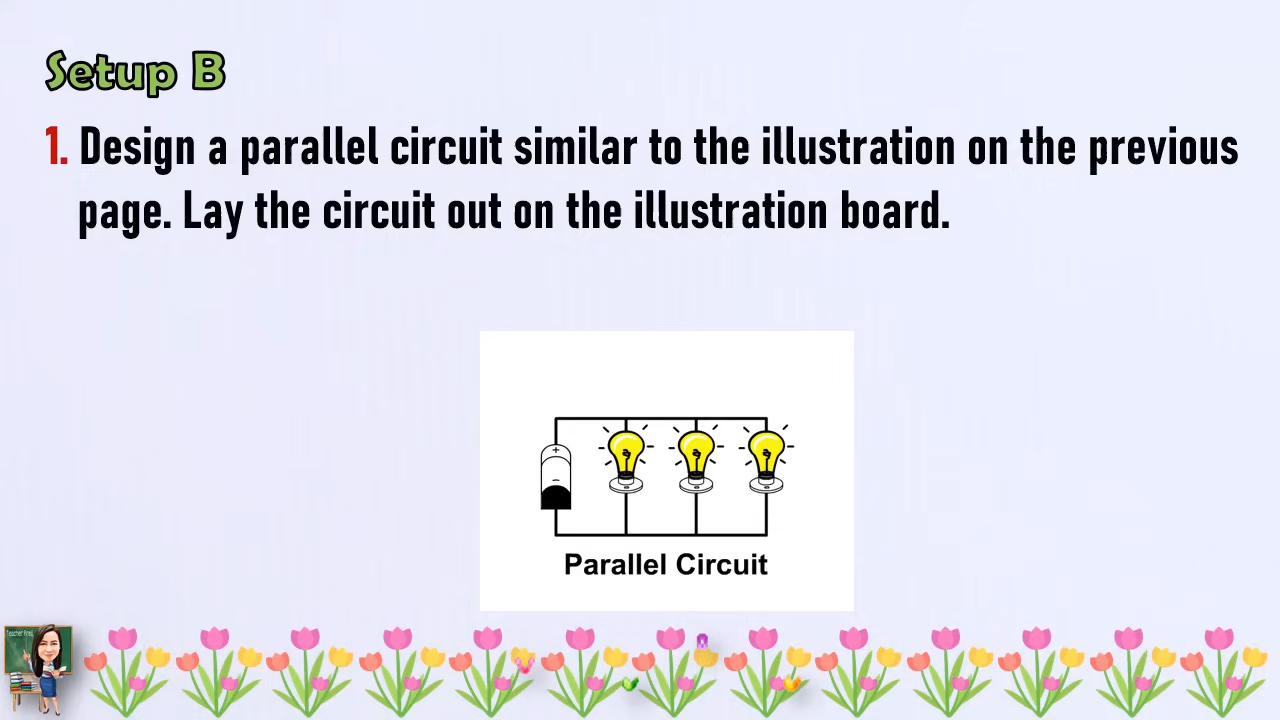 Setup B
1. Design a parallel circuit similar to the illustration on the previous
page. Lay the circuit out on the illustration board.
+
−
Parallel Circuit